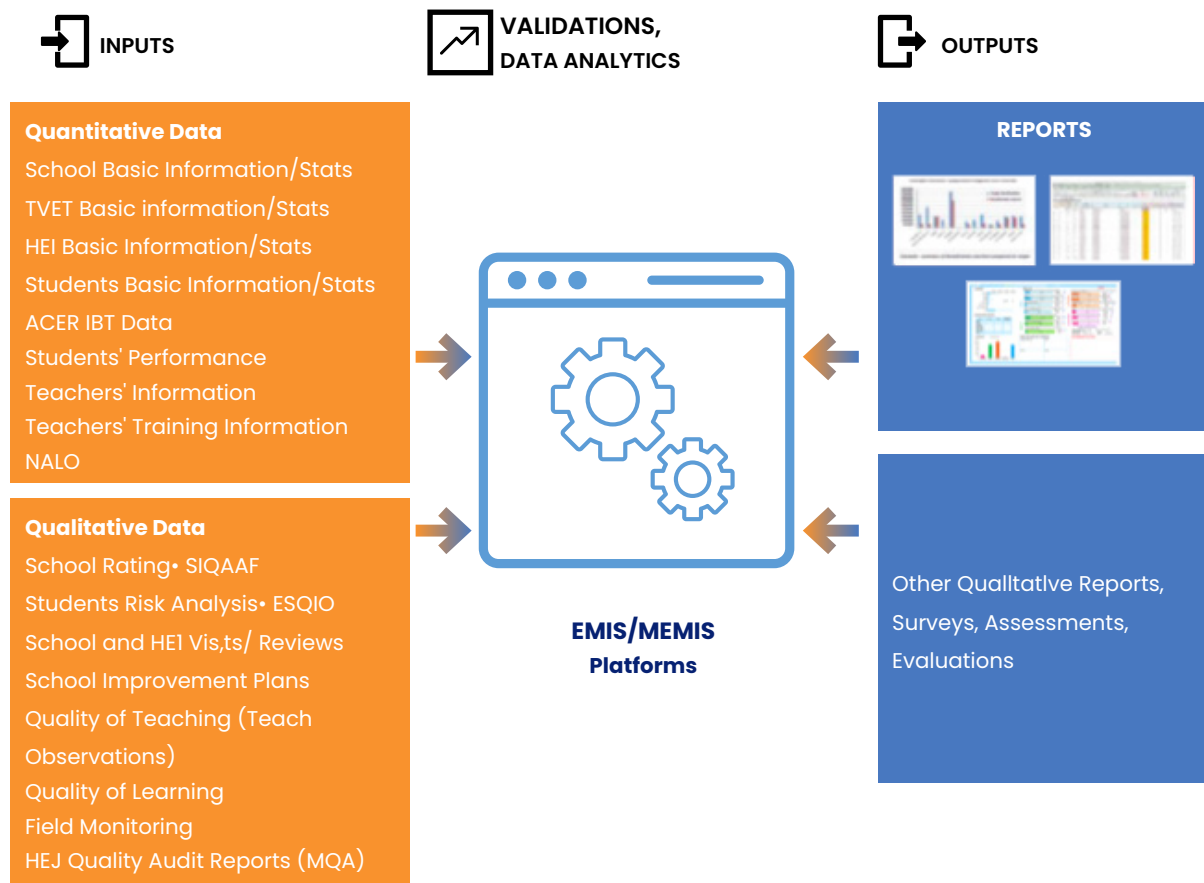 INPUTS
VALIDATIONS,
DATA ANALYTICS
OUTPUTS
Quantitative Data
School Basic Information/Stats
TVET Basic information/Stats
HEI Basic Information/Stats
Students Basic Information/Stats
ACER IBT Data
Students' Performance
Teachers' Information
Teachers' Training Information
NALO
Qualitative Data
School Rating• SIQAAF
Students Risk Analysis• ESQIO
School and HE1 Vis,ts/ Reviews
School Improvement Plans
Quality of Teaching (Teach
Observations)
Quality of Learning
Field Monitoring
HEJ Quality Audit Reports (MQA)
EMIS/MEMIS
Platforms
REPORTS
Other QualltatIve Reports,
Surveys, Assessments,
Evaluations